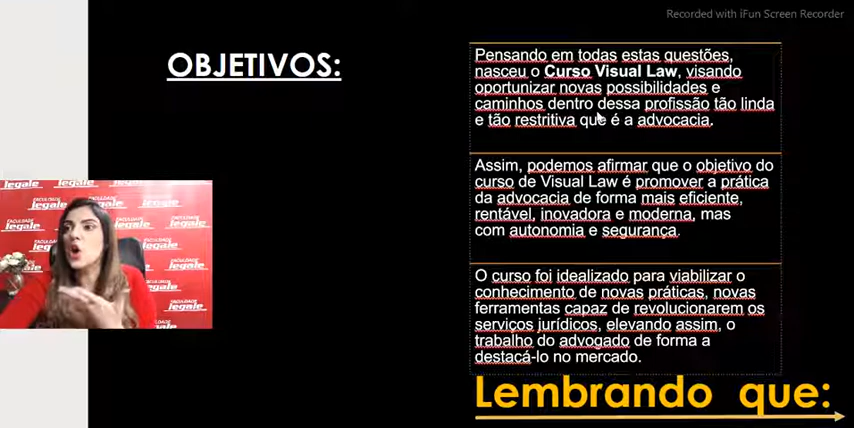 Recorded with iFun Screen Recorder
OBJETIVOS:
Pensando em todas estas questões,
nasceu o Curso Visual Law, visando
oportunizar novas possibilidades e
caminhos dentro dessa profissão tão linda
e tão restritiva que é a advocacia.
Assim, podemos afirmar que o objetivo do
curso de Visual Law é promover a prática
da advocacia de forma mais eficiente,
rentável, inovadora e moderna, mas
com autonomia e segurança.
O curso foi idealizado para viabilizar o
conhecimento de novas práticas, novas
ferramentas capaz de revolucionarem os
serviços jurídicos, elevando assim, o
trabalho do advogado de forma a
destacá-lo no mercado.
Lembrando que:
FACULDADE
legale